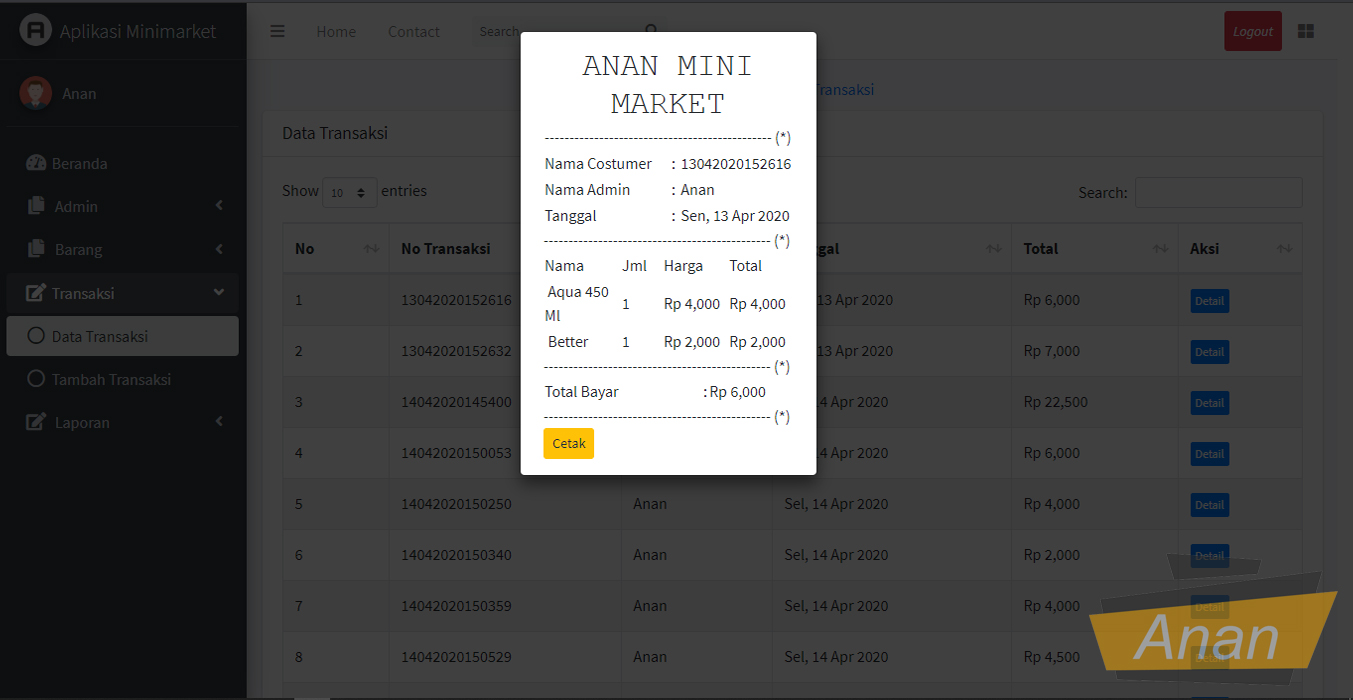 Aplikasi Minimarket
Home Contact Search Logout
Anan
Beranda
Admin
Barang
Transaksi
Data Transaksi
Tambah Transaksi
Laporan
ANAN MINI
MARKET
--------------------------------------------- (*)
Nama Costumer : 13042020152616
Nama Admin : Anan
Tanggal : Sen, 13 Apr 2020
--------------------------------------------- (*)
Nama Jml Harga Total
Aqua 450
Ml 1 Rp 4,000 Rp 4,000
Better 1 Rp 2,000 Rp 2,000
--------------------------------------------- (*)
Total Bayar :Rp 6,000
--------------------------------------------- (*)
Cetak
Data Transaksi
Show 10 entries Search:
No No Transaksi Total Aksi
1 13042020152616 13 Apr 2020 Rp 6,000 Detail
2 13042020152632 13 Apr 2020 Rp 7,000 Detail
3 14042020145400 14 Apr 2020 Rp 22,500 Detail
4 14042020150053 14 Apr 2020 Rp 6,000 Detail
5 14042020150250 Anan Sel, 14 Apr 2020 Rp 4,000 Detail
6 14042020150340 Anan Sel, 14 Apr 2020 Rp 2,000 Detail
7 14042020150359 Anan Sel, 14 Apr 2020 Rp 4,000 Detail
8 14042020150529 Anan Sel, 14 Apr 2020 Rp 4,500 Detail
Anan